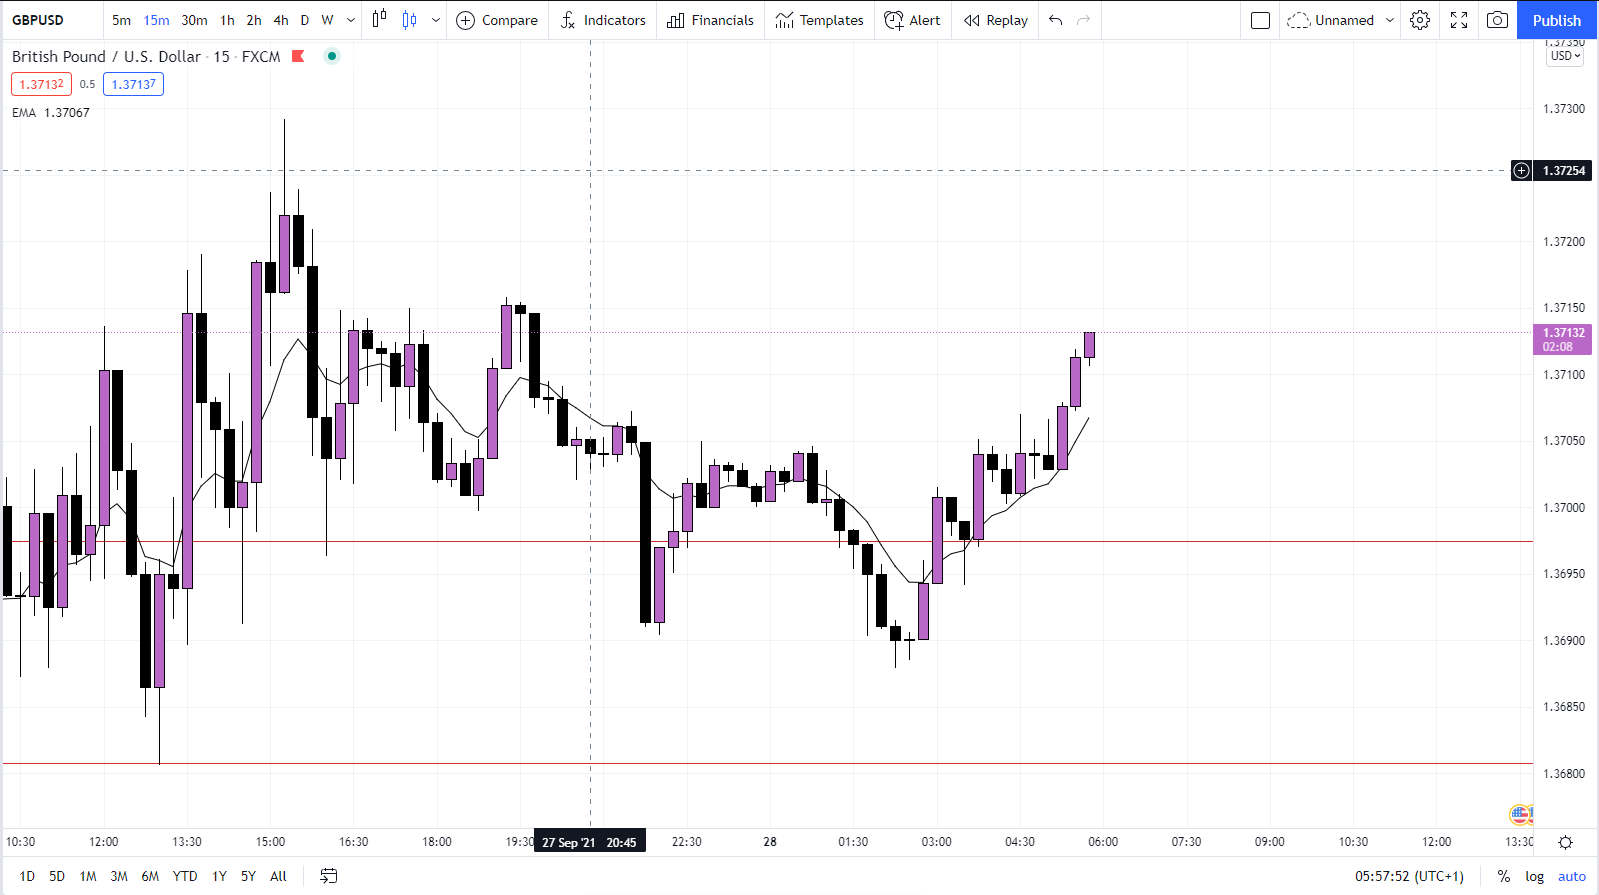 GBPUSD 5m 15m 30m 1h 2h 4h D W Compare Indicators Financials Templates Alert Replay Unnamed Publish
British Pound / U.S. Dollar · 15 · FXCM
1.37132 0.5 1.37137
EMA 1.37067
1.37350
USD
1.37300
1.37254
1.37200
1.37150
1.37132
02:08
1.37100
1.37050
1.37000
1.36950
1.36900
1.36850
1.36800
10:30 12:00 13:30 15:00 16:30 18:00 19:30 27 Sep '21 20:45 22:30 28 01:30 03:00 04:30 06:00 07:30 09:00 10:30 12:00 13:30
1D 5D 1M 3M 6M YTD 1Y 5Y All 05:57:52 (UTC+1) % log auto